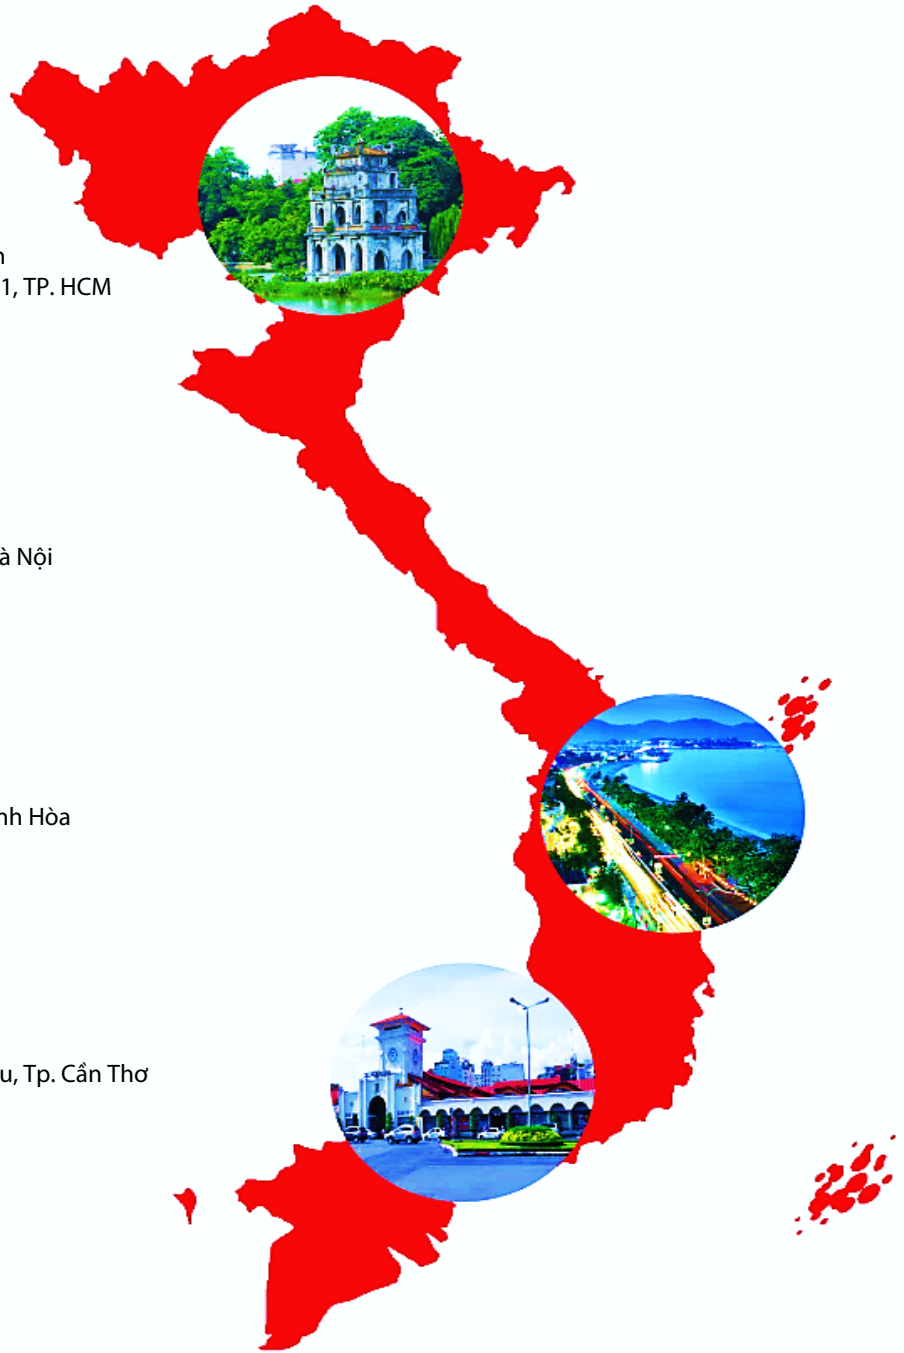 n
1, TP. HCM
à Nội
nh Hòa
u, Tp. Cần Thơ